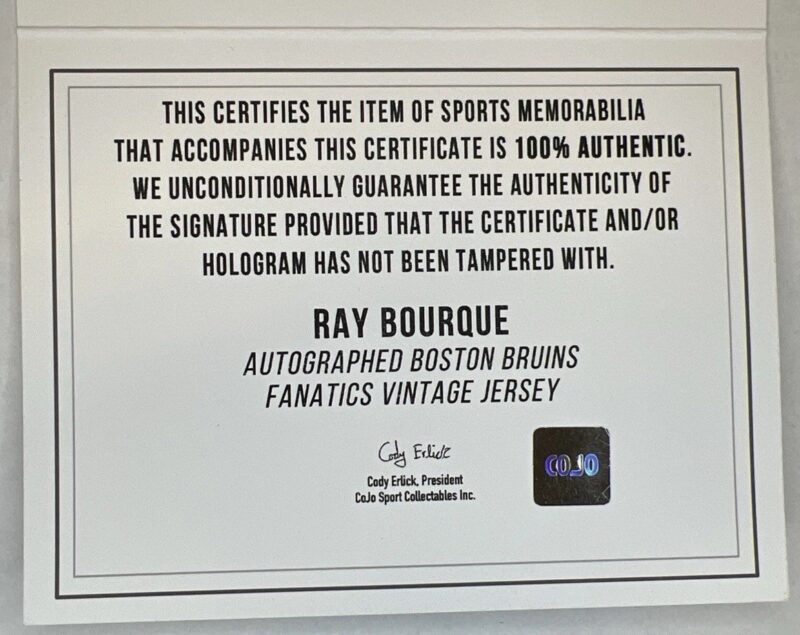 THIS CERTIFIES THE ITEM OF SPORTS MEMORABILIA
THAT ACCOMPANIES THIS CERTIFICATE IS 100% AUTHENTIC.
WE UNCONDITIONALLY GUARANTEE THE AUTHENTICITY OF
THE SIGNATURE PROVIDED THAT THE CERTIFICATE AND/OR
HOLOGRAM HAS NOT BEEN TAMPERED WITH.
RAY BOURQUE
AUTOGRAPHED BOSTON BRUINS
FANATICS VINTAGE JERSEY
Cody Erlick
Cody Erlick, President
CoJo Sport Collectables Inc.
COJO